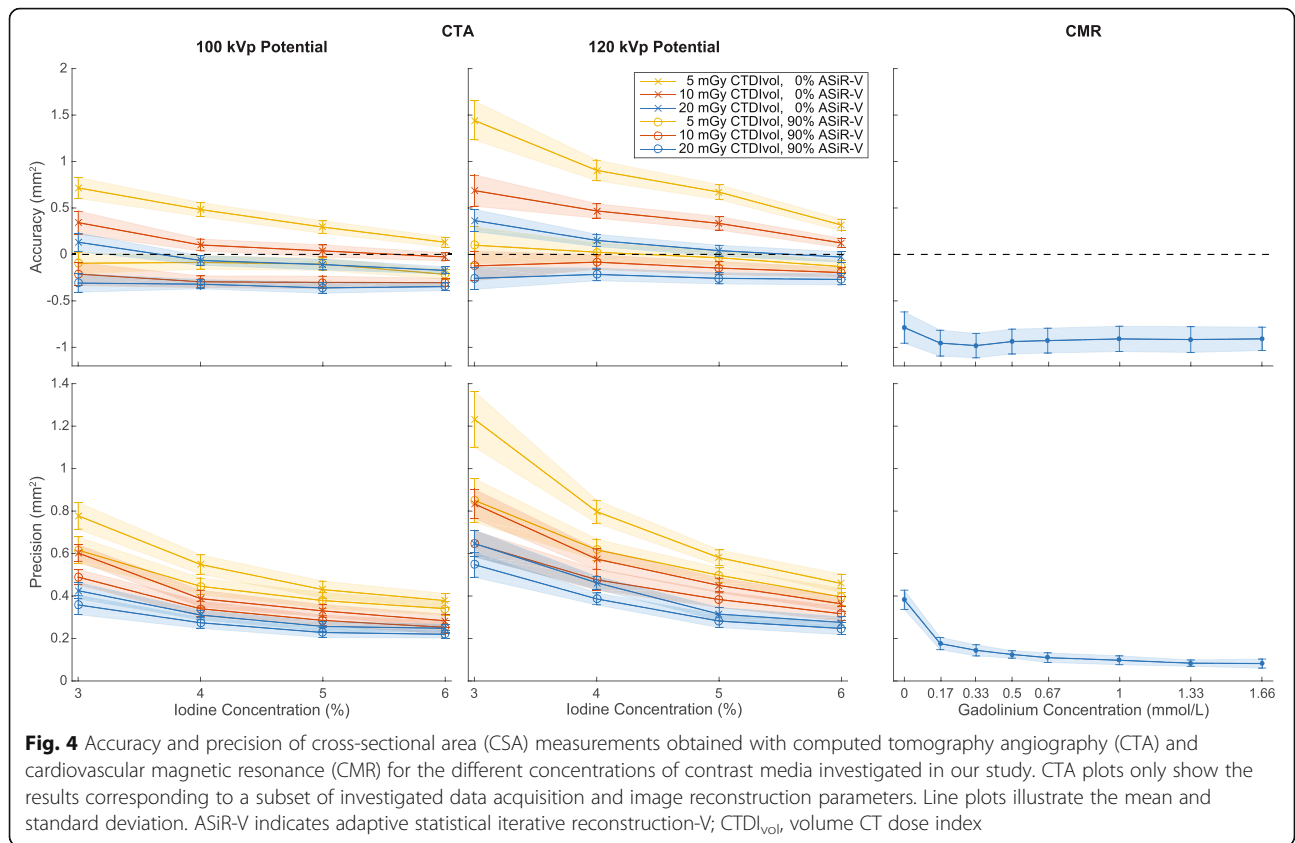 CTA
CMR
100 kVp Potential
120 kVp Potential
Accuracy (mm²)
2
1.5
1
0.5
0
-0.5
-1
5 mGy CTDIvol, 0% ASiR-V
10 mGy CTDIvol, 0% ASiR-V
20 mGy CTDIvol, 0% ASiR-V
5 mGy CTDIvol, 90% ASiR-V
10 mGy CTDIvol, 90% ASiR-V
20 mGy CTDIvol, 90% ASiR-V
Precision (mm²)
1.4
1.2
1
0.8
0.6
0.4
0.2
0
3 4 5 6
Iodine Concentration (%)
3 4 5 6
Iodine Concentration (%)
0 0.17 0.33 0.5 0.67 1 1.33 1.66
Gadolinium Concentration (mmol/L)
Fig. 4 Accuracy and precision of cross-sectional area (CSA) measurements obtained with computed tomography angiography (CTA) and
cardiovascular magnetic resonance (CMR) for the different concentrations of contrast media investigated in our study. CTA plots only show the
results corresponding to a subset of investigated data acquisition and image reconstruction parameters. Line plots illustrate the mean and
standard deviation. ASiR-V indicates adaptive statistical iterative reconstruction-V; CTDIvol, volume CT dose index